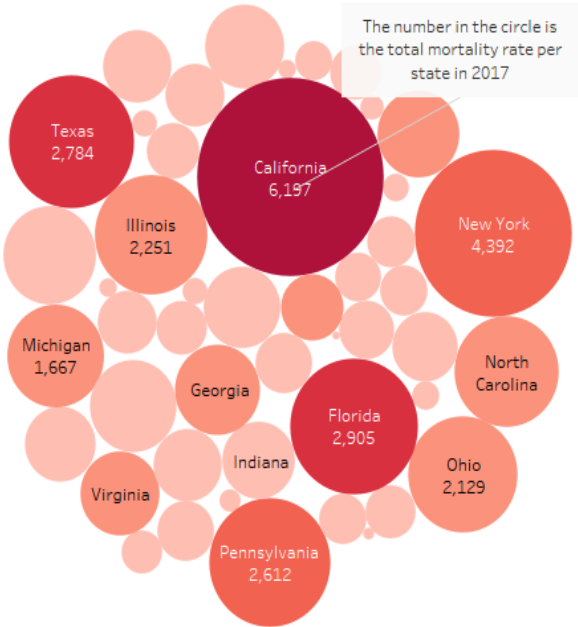 The number in the circle is
the total mortality rate per
state in 2017
Texas
2,784
California
6,197
Illinois
2,251
New York
4,392
Michigan
1,667
Georgia
North
Carolina
Florida
2,905
Indiana
Ohio
2,129
Virginia
Pennsylvania
2,612